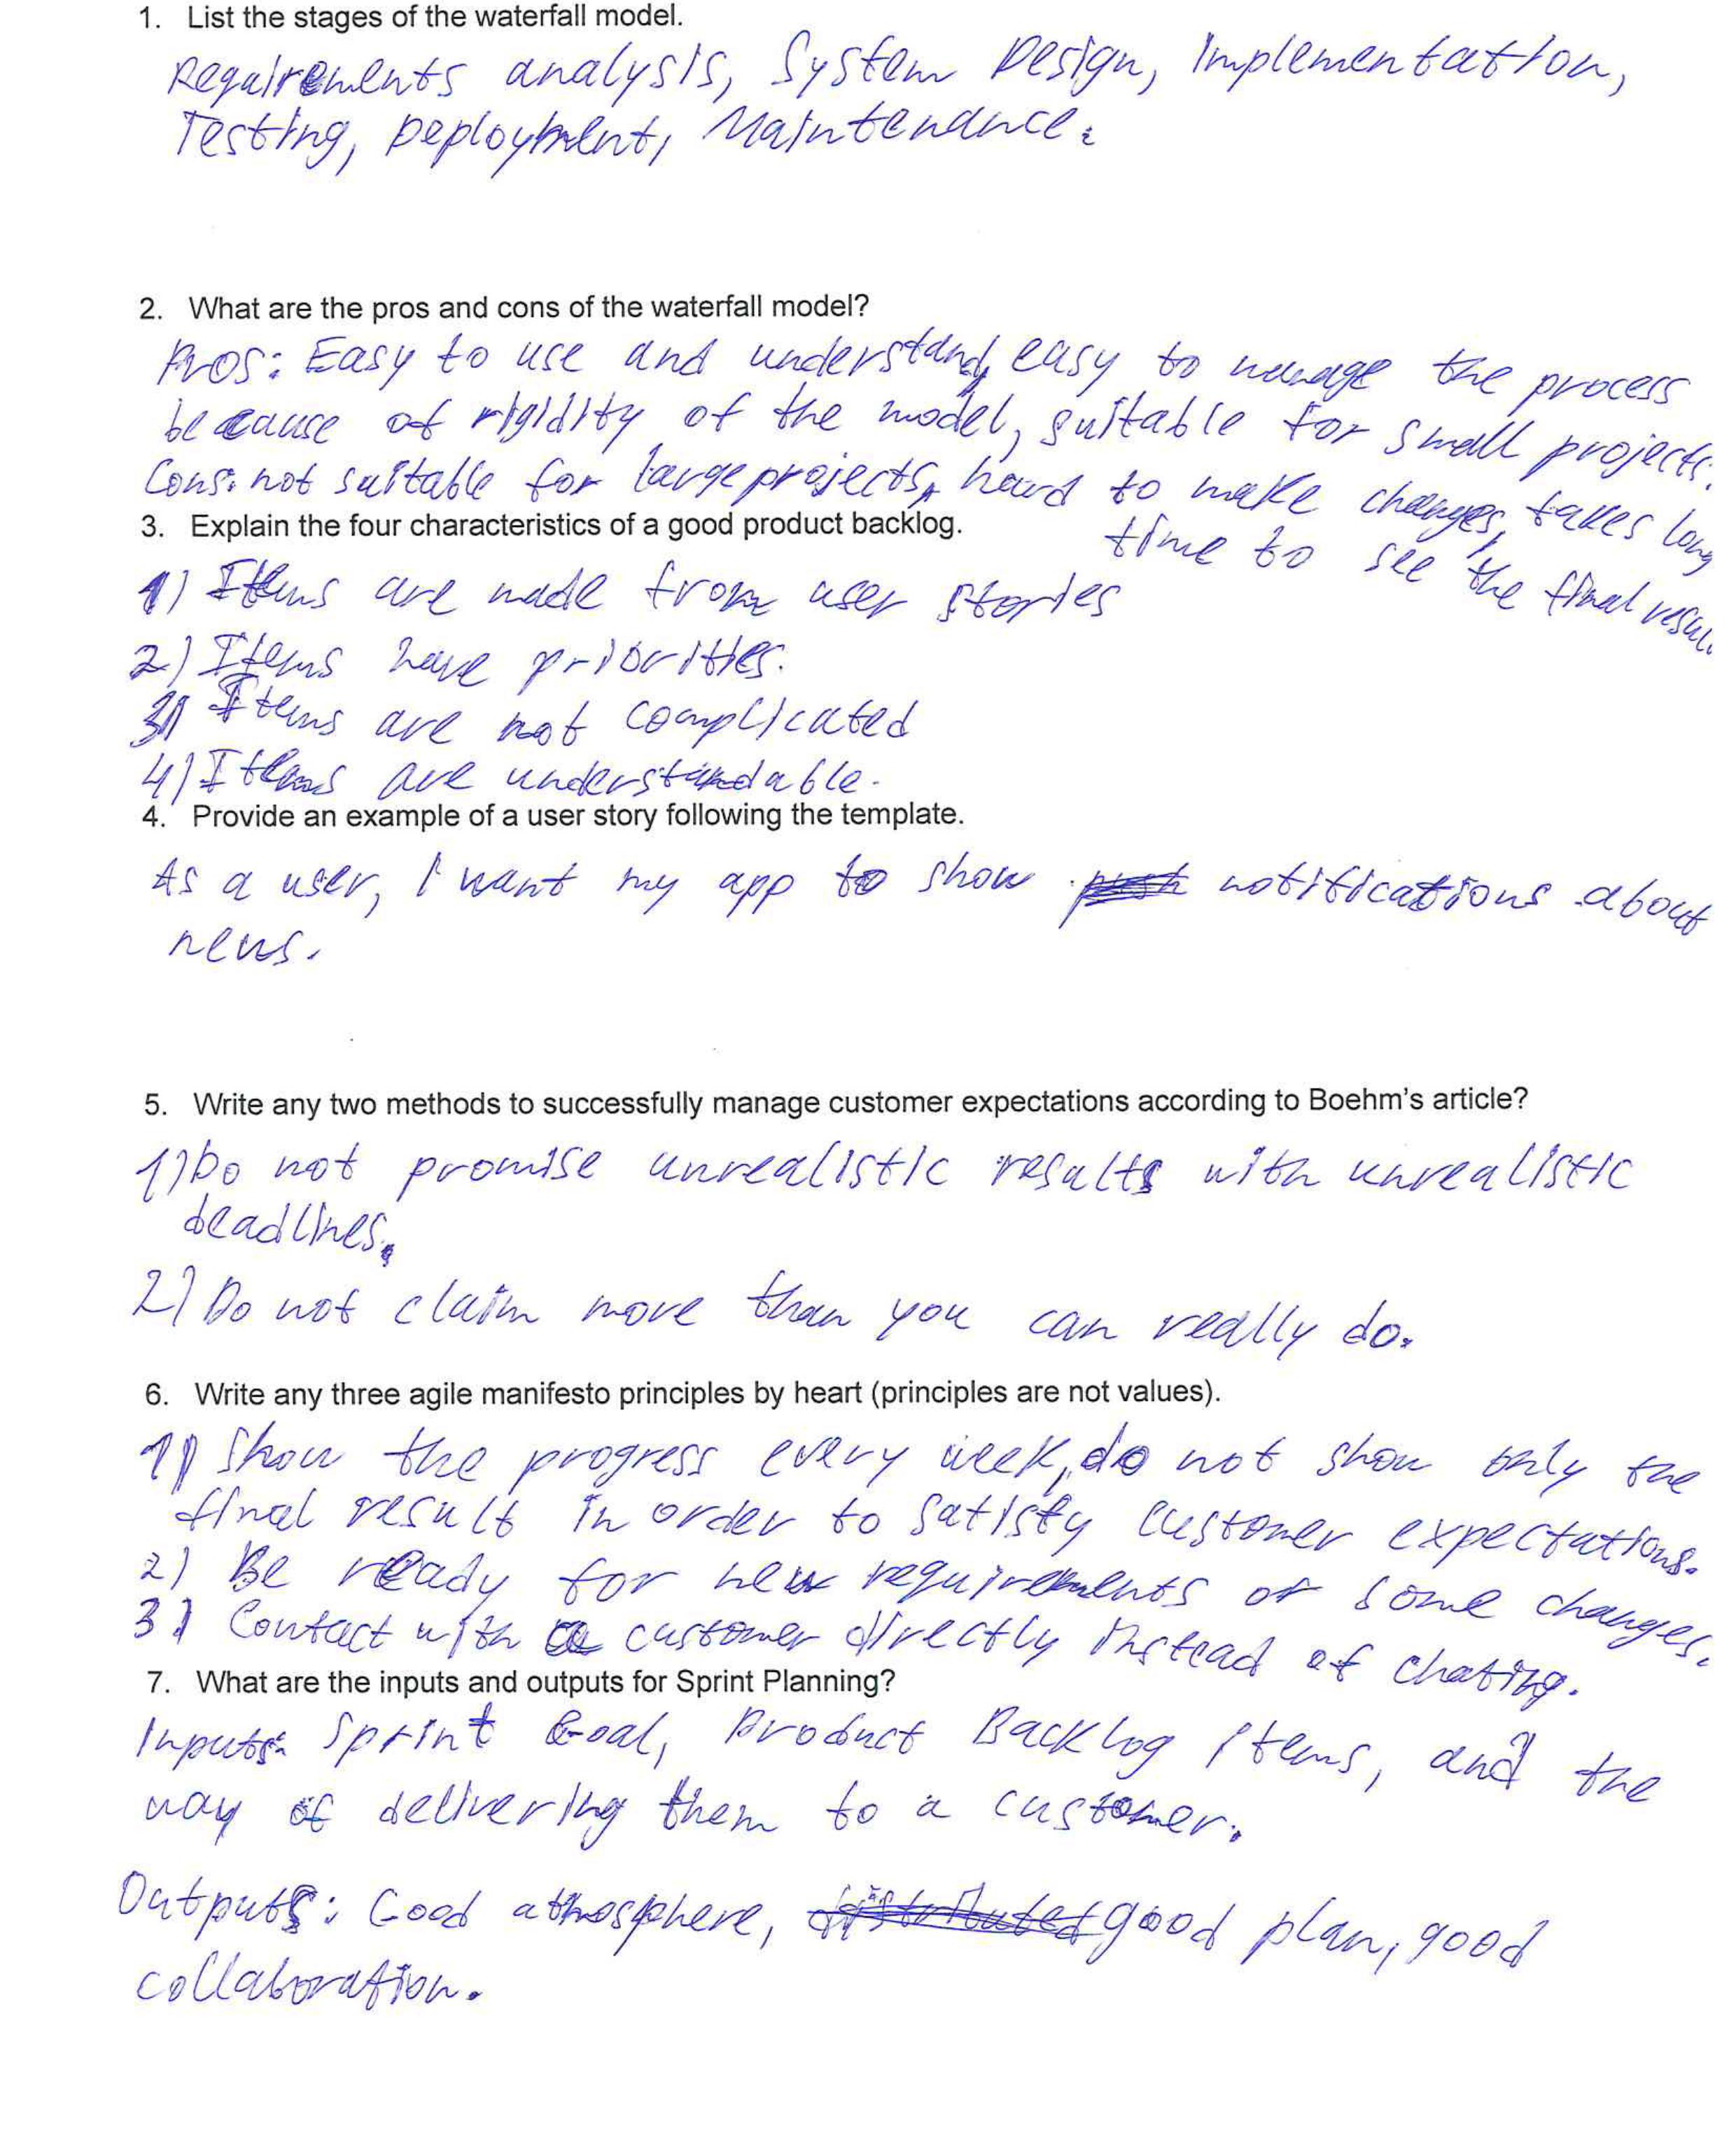 1. List the stages of the waterfall model.
Requirements analysis, System Design, Implementation,
Testing, Deployment, Maintendance.
2. What are the pros and cons of the waterfall model?
Pros: Easy to use and understand, easy to manage the process
because of rigidity of the model, suitable for small projects.
Cons: not suitable for large projects, hard to make changes, takes long
time to see the final resul.
3. Explain the four characteristics of a good product backlog.
1) Items are made from user stories
2) Items have priorities.
3) Items are not complicated
4) Items are understandable.
4. Provide an example of a user story following the template.
As a user, I want my app to show notifications about
news.
5. Write any two methods to successfully manage customer expectations according to Boehm's article?
1) Do not promise unrealistic results with unrealistic
deadlines.
2) Do not claim more than you can really do.
6. Write any three agile manifesto principles by heart (principles are not values).
1) Show the progress every week, do not show only the
final result in order to satisfy customer expectations.
2) Be ready for new requirements or some changes.
3) Contact with customer directly instead of chating.
7. What are the inputs and outputs for Sprint Planning?
Inputs: Sprint Goal, Product Backlog items, and the
way of delivering them to a customer.
Outputs: Good athmosphere, good plan, good
collaboration.